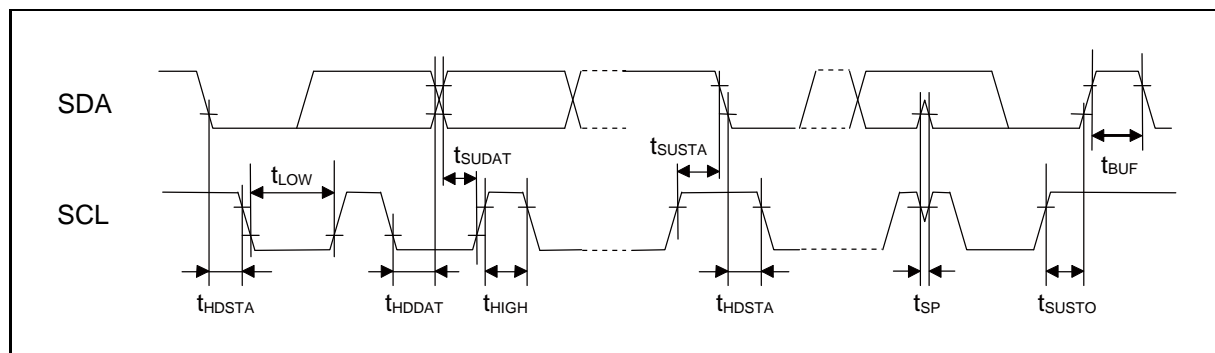 SDA
tSUDAT
tSUSTA
tBUF
tLOW
SCL
tHDSTA
tHDDAT
tHIGH
tHDSTA
tSP
tSUSTO